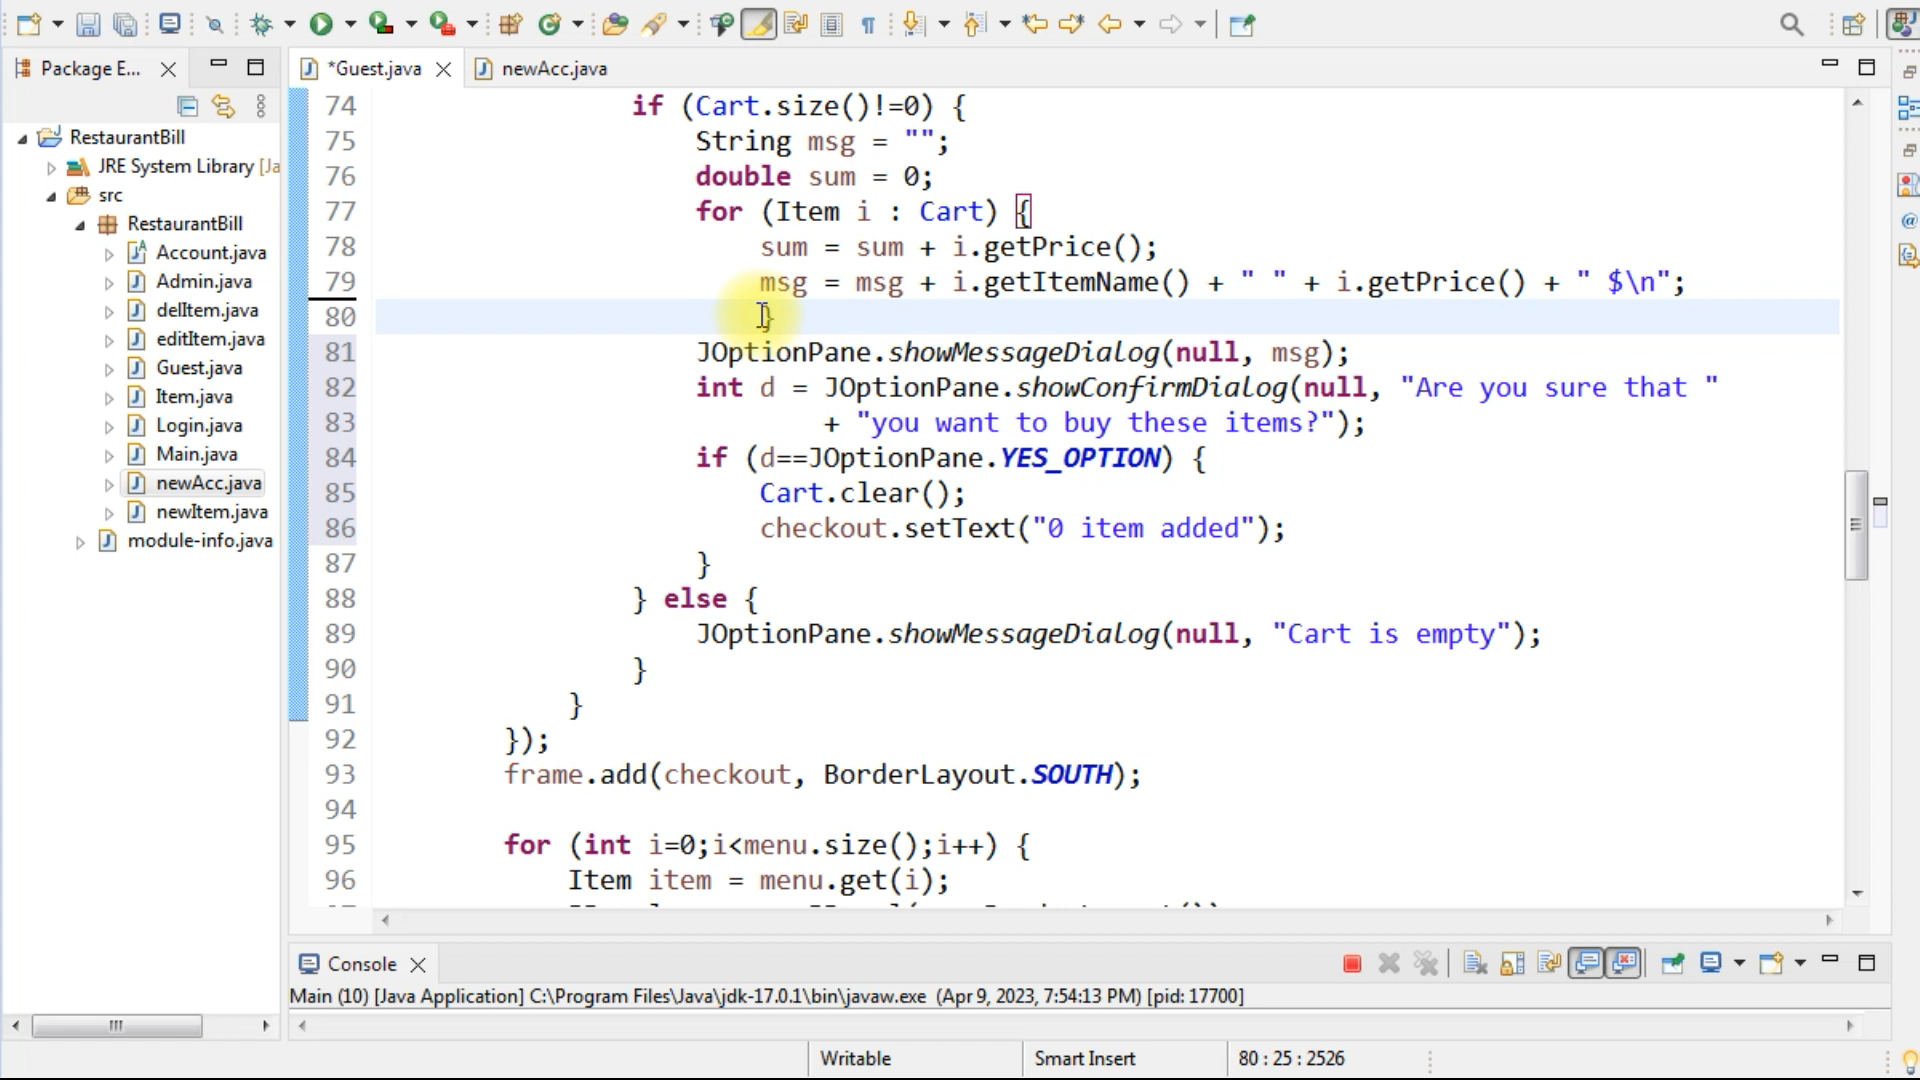 Package E...
*Guest.java
newAcc.java
RestaurantBill
JRE System Library [Ja
src
RestaurantBill
Account.java
Admin.java
delItem.java
editItem.java
Guest.java
Item.java
Login.java
Main.java
newAcc.java
newItem.java
module-info.java
74 if (Cart.size()!=0) {
75 String msg = "";
76 double sum = 0;
77 for (Item i : Cart) {
78 sum = sum + i.getPrice();
79 msg = msg + i.getItemName() + " " + i.getPrice() + " $\n";
80 }
81 JOptionPane.showMessageDialog(null, msg);
82 int d = JOptionPane.showConfirmDialog(null, "Are you sure that "
83 + "you want to buy these items?");
84 if (d==JOptionPane.YES_OPTION) {
85 Cart.clear();
86 checkout.setText("0 item added");
87 }
88 } else {
89 JOptionPane.showMessageDialog(null, "Cart is empty");
90 }
91 }
92 });
93 frame.add(checkout, BorderLayout.SOUTH);
94
95 for (int i=0;i<menu.size();i++) {
96 Item item = menu.get(i);
Console
Main (10) [Java Application] C:\Program Files\Java\jdk-17.0.1\bin\javaw.exe (Apr 9, 2023, 7:54:13 PM) [pid: 17700]
Writable
Smart Insert
80 : 25 : 2526